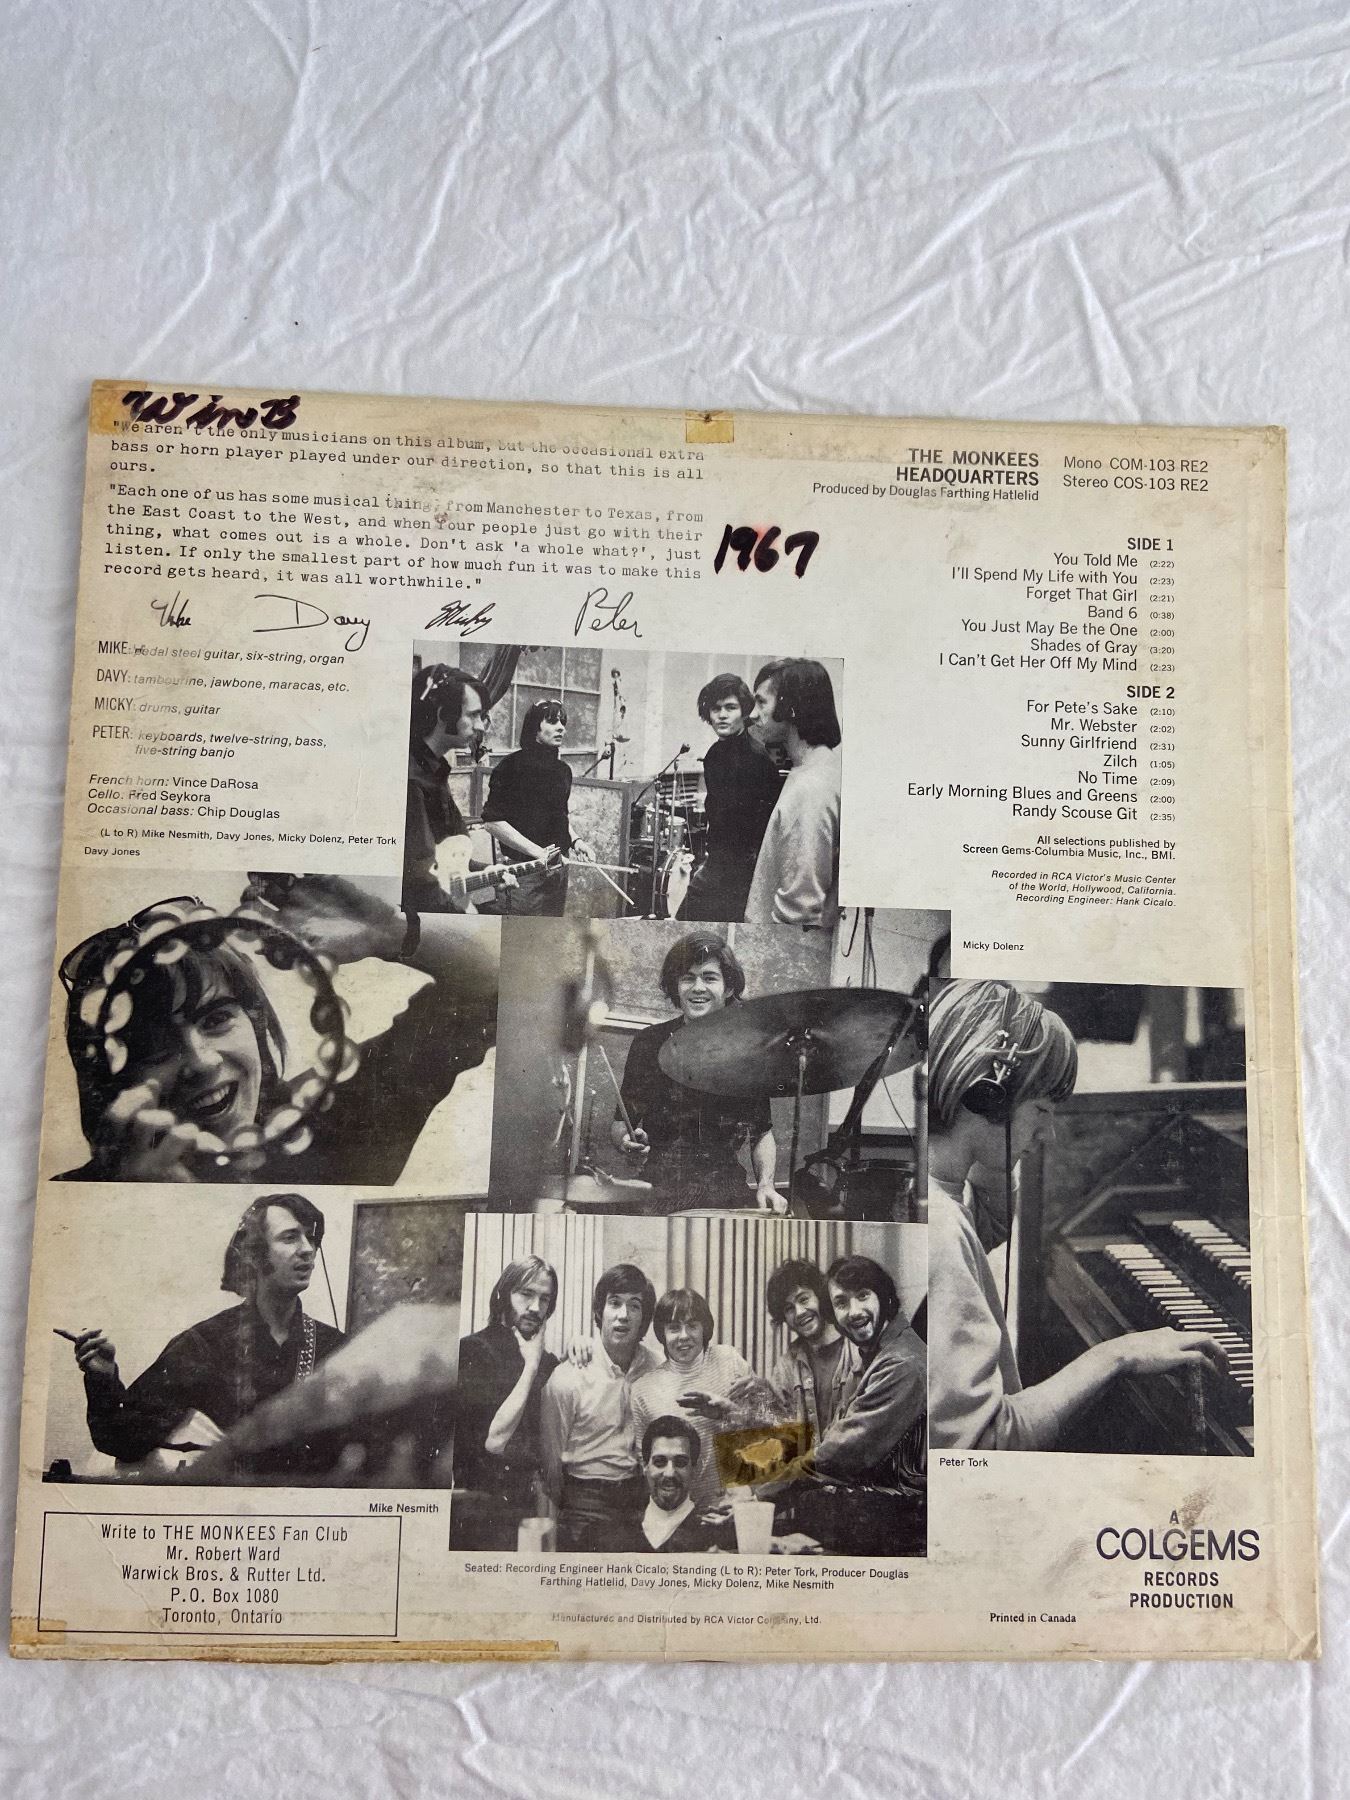 WinB
"We aren't the only musicians on this album, but the occasional extra
bass or horn player played under our direction, so that this is all
ours.
"Each one of us has some musical thing, from Manchester to Texas, from
the East Coast to the West, and when four people just go with their
thing, what comes out is a whole. Don't ask 'a whole what?', just
listen. If only the smallest part of how much fun it was to make this
record gets heard, it was all worthwhile."
Mike Davy Micky Peter
MIKE: pedal steel guitar, six-string, organ
DAVY: tambourine, jawbone, maracas, etc.
MICKY: drums, guitar
PETER: keyboards, twelve-string, bass,
five-string banjo
French horn: Vince DaRosa
Cello: Fred Seykora
Occasional bass: Chip Douglas
(L to R) Mike Nesmith, Davy Jones, Micky Dolenz, Peter Tork
Davy Jones
1967
THE MONKEES
HEADQUARTERS
Produced by Douglas Farthing Hatlelid
Mono COM-103 RE2
Stereo COS-103 RE2
SIDE 1
You Told Me (2:22)
I'll Spend My Life with You (2:23)
Forget That Girl (2:21)
Band 6 (0:38)
You Just May Be the One (2:00)
Shades of Gray (3:20)
I Can't Get Her Off My Mind (2:23)
SIDE 2
For Pete's Sake (2:10)
Mr. Webster (2:02)
Sunny Girlfriend (2:31)
Zilch (1:05)
No Time (2:09)
Early Morning Blues and Greens (2:00)
Randy Scouse Git (2:35)
All selections published by
Screen Gems-Columbia Music, Inc., BMI.
Recorded in RCA Victor's Music Center
of the World, Hollywood, California.
Recording Engineer: Hank Cicalo.
Micky Dolenz
Peter Tork
Mike Nesmith
Write to THE MONKEES Fan Club
Mr. Robert Ward
Warwick Bros. & Rutter Ltd.
P.O. Box 1080
Toronto, Ontario
Seated: Recording Engineer Hank Cicalo; Standing (L to R): Peter Tork, Producer Douglas
Farthing Hatlelid, Davy Jones, Micky Dolenz, Mike Nesmith
Manufactured and Distributed by RCA Victor Company, Ltd.
Printed in Canada
A
COLGEMS
RECORDS
PRODUCTION